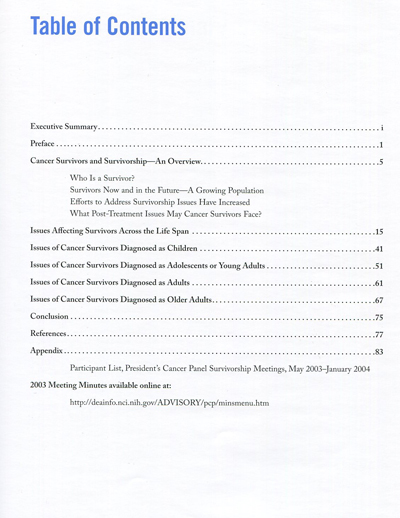 Table of Contents
Executive Summary. . . . . . . . . . . . . . . . . . . . . . . . . . . . . . . . . . . . . . . . i
Preface . . . . . . . . . . . . . . . . . . . . . . . . . . . . . . . . . . . . . . . . 1
Cancer Survivors and Survivorship—An Overview. . . . . . . . . . . . . . . . . . . . 5
Who Is a Survivor?
Survivors Now and in the Future—A Growing Population
Efforts to Address Survivorship Issues Have Increased
What Post-Treatment Issues May Cancer Survivors Face?
Issues Affecting Survivors Across the Life Span . . . . . . . . . . . . . . . . . . . . 15
Issues of Cancer Survivors Diagnosed as Children . . . . . . . . . . . . . . . . . . . . 41
Issues of Cancer Survivors Diagnosed as Adolescents or Young Adults . . . . . . . . . . 51
Issues of Cancer Survivors Diagnosed as Adults . . . . . . . . . . . . . . . . . . . . 61
Issues of Cancer Survivors Diagnosed as Older Adults. . . . . . . . . . . . . . . . . . . . 67
Conclusion . . . . . . . . . . . . . . . . . . . . . . . . . . . . . . . . . . . . . . . . 75
References. . . . . . . . . . . . . . . . . . . . . . . . . . . . . . . . . . . . . . . . 77
Appendix . . . . . . . . . . . . . . . . . . . . . . . . . . . . . . . . . . . . . . . . 83
Participant List, President's Cancer Panel Survivorship Meetings, May 2003–January 2004
2003 Meeting Minutes available online at:
http://deainfo.nci.nih.gov/ADVISORY/pcp/minsmenu.htm